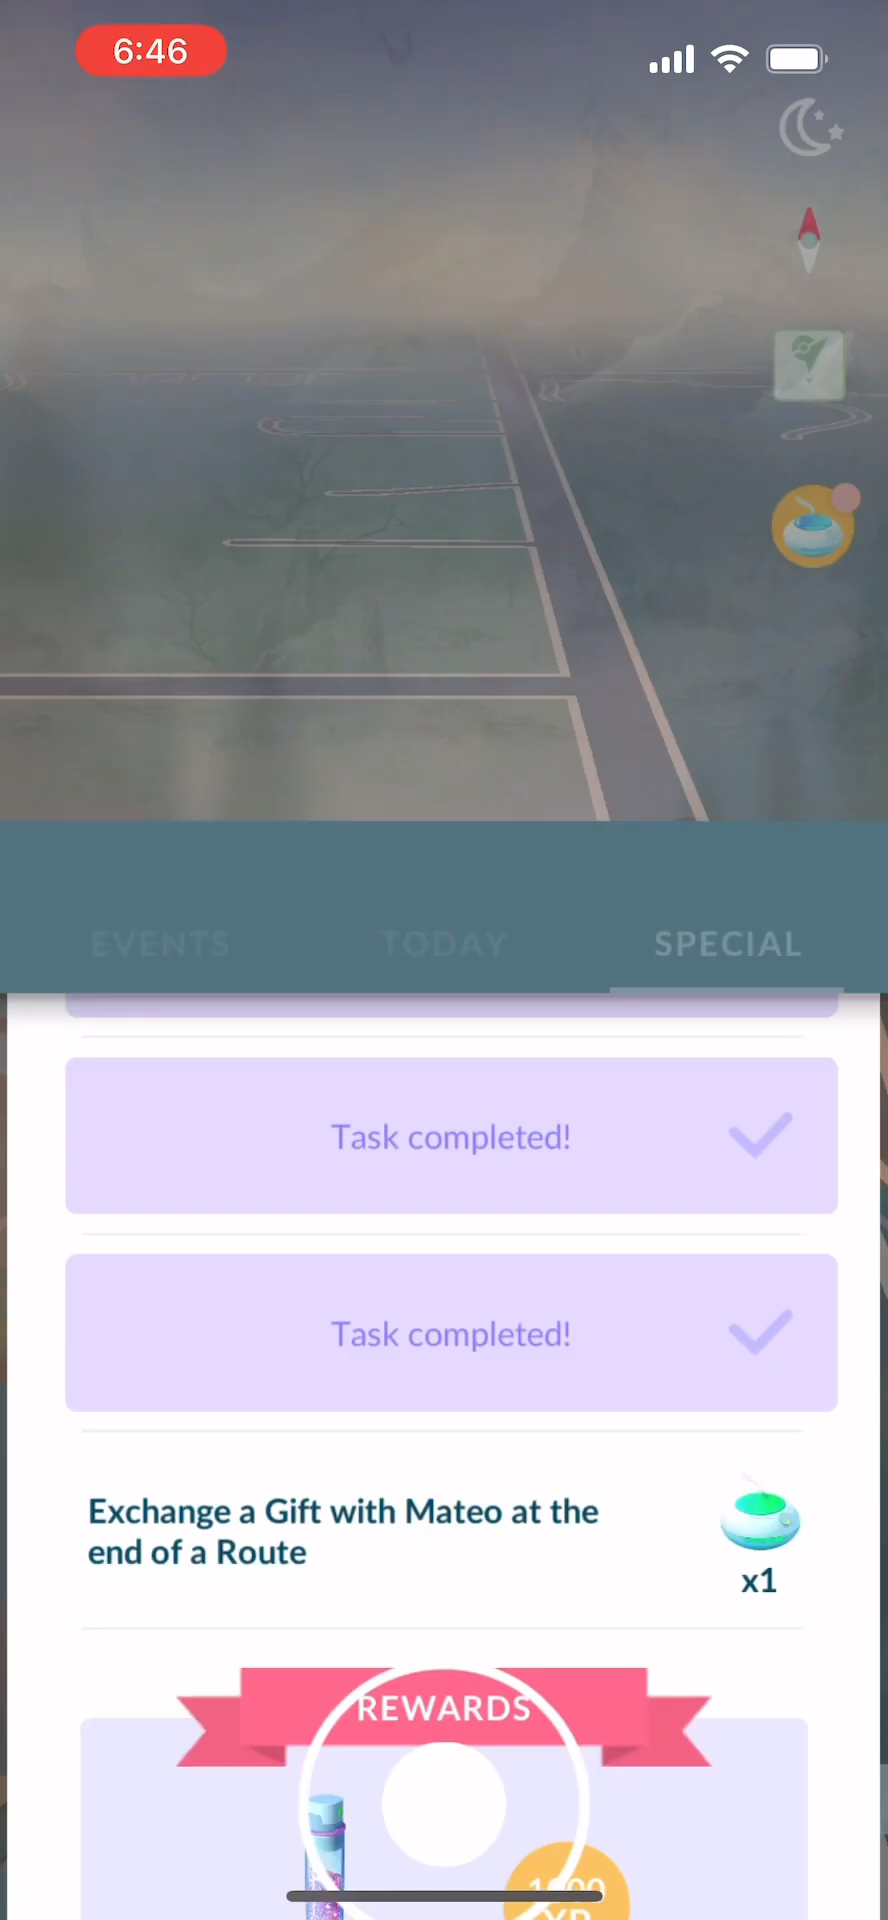 6:46
EVENTS TODAY SPECIAL
Task completed!
Task completed!
Exchange a Gift with Mateo at the
end of a Route
x1
REWARDS
XP